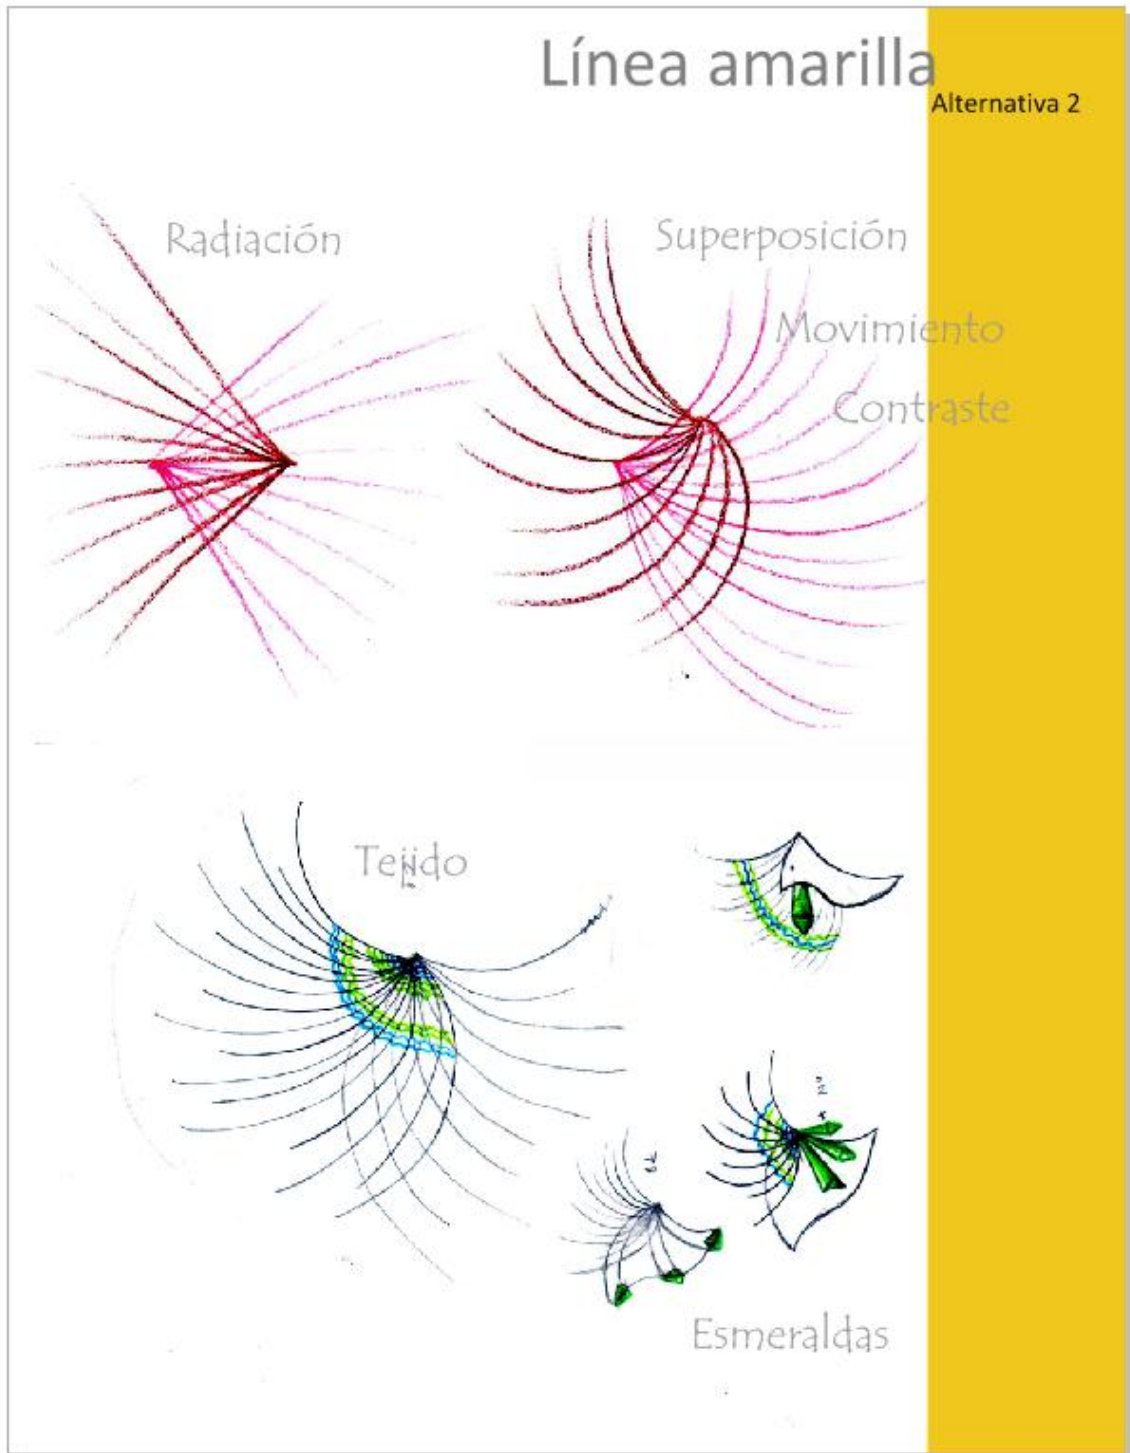 Línea amarilla
Alternativa 2
Radiación
Superposición
Movimiento
Contraste
Tejido
Esmeraldas